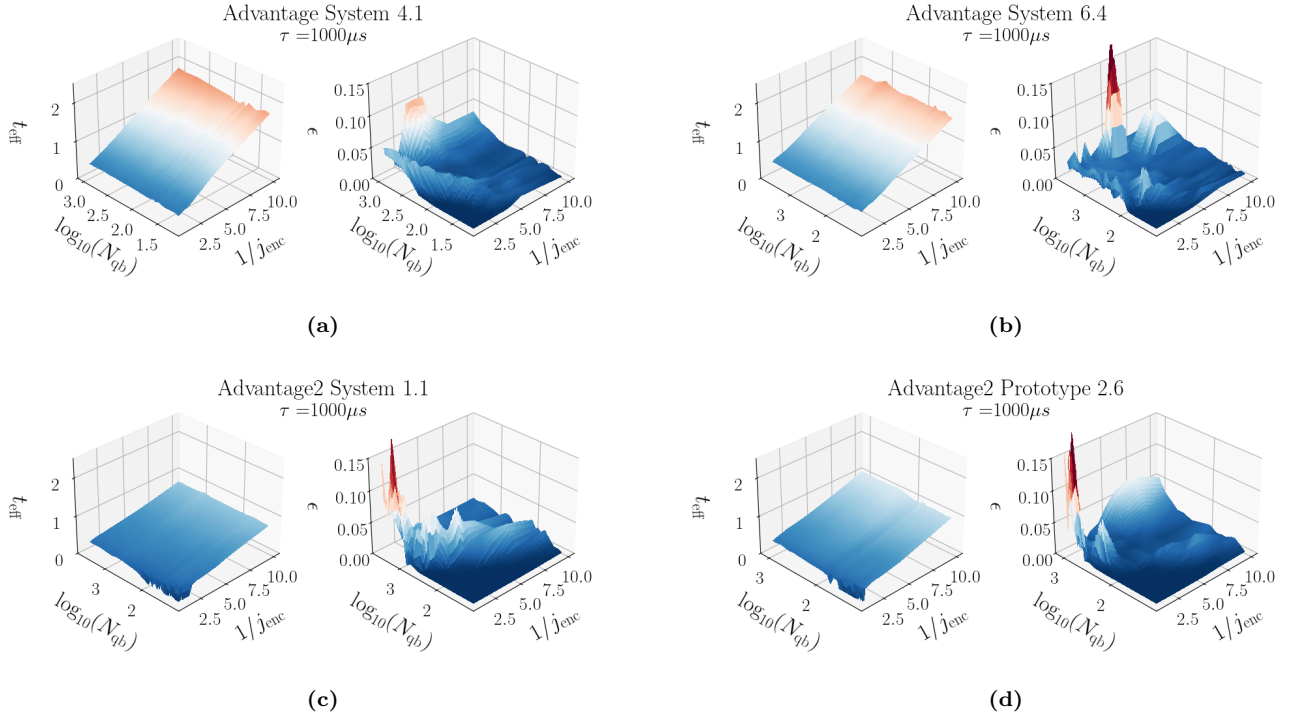 Advantage System 4.1
τ =1000μs
t_eff
0
1
2
3.0
2.5
2.0
1.5
log₁₀(N_qb)
2.5
5.0
7.5
10.0
1/j_enc
ϵ
0.00
0.05
0.10
0.15
3.0
2.5
2.0
1.5
log₁₀(N_qb)
2.5
5.0
7.5
10.0
1/j_enc
(a)
Advantage System 6.4
τ =1000μs
t_eff
0
1
2
3
2
log₁₀(N_qb)
2.5
5.0
7.5
10.0
1/j_enc
ϵ
0.00
0.05
0.10
0.15
3
2
log₁₀(N_qb)
2.5
5.0
7.5
10.0
1/j_enc
(b)
Advantage2 System 1.1
τ =1000μs
t_eff
0
1
2
3
2
log₁₀(N_qb)
2.5
5.0
7.5
10.0
1/j_enc
ϵ
0.00
0.05
0.10
0.15
3
2
log₁₀(N_qb)
2.5
5.0
7.5
10.0
1/j_enc
(c)
Advantage2 Prototype 2.6
τ =1000μs
t_eff
0
1
2
3
2
log₁₀(N_qb)
2.5
5.0
7.5
10.0
1/j_enc
ϵ
0.00
0.05
0.10
0.15
3
2
log₁₀(N_qb)
2.5
5.0
7.5
10.0
1/j_enc
(d)